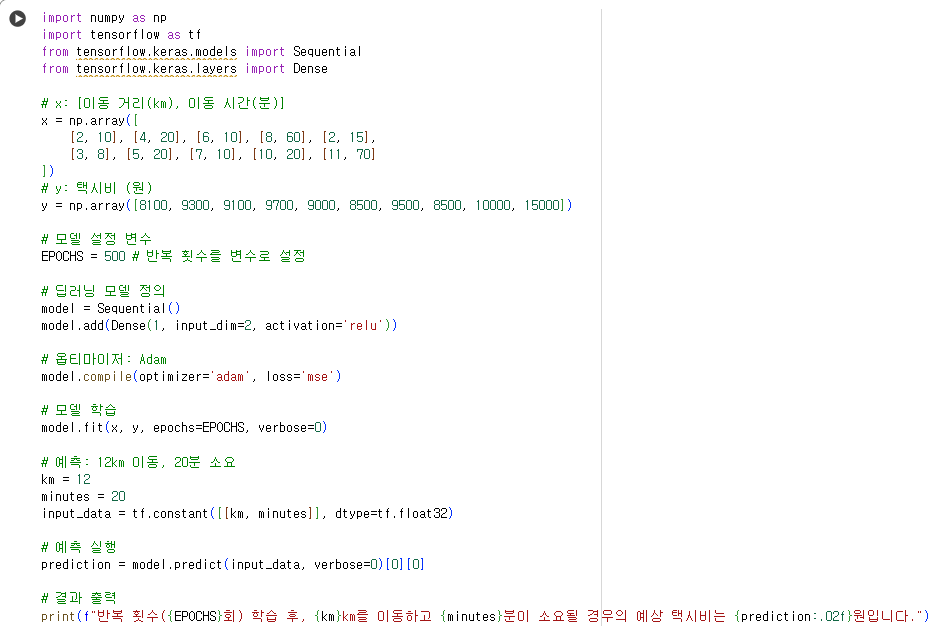 import numpy as np
import tensorflow as tf
from tensorflow.keras.models import Sequential
from tensorflow.keras.layers import Dense

# x: [이동 거리(km), 이동 시간(분)]
x = np.array([
    [2, 10], [4, 20], [6, 10], [8, 60], [2, 15],
    [3, 8], [5, 20], [7, 10], [10, 20], [11, 70]
])
# y: 택시비 (원)
y = np.array([8100, 9300, 9100, 9700, 9000, 8500, 9500, 8500, 10000, 15000])

# 모델 설정 변수
EPOCHS = 500 # 반복 횟수를 변수로 설정

# 딥러닝 모델 정의
model = Sequential()
model.add(Dense(1, input_dim=2, activation='relu'))

# 옵티마이저: Adam
model.compile(optimizer='adam', loss='mse')

# 모델 학습
model.fit(x, y, epochs=EPOCHS, verbose=0)

# 예측: 12km 이동, 20분 소요
km = 12
minutes = 20
input_data = tf.constant([[km, minutes]], dtype=tf.float32)

# 예측 실행
prediction = model.predict(input_data, verbose=0)[0][0]

# 결과 출력
print(f"반복 횟수({EPOCHS}회) 학습 후, {km}km를 이동하고 {minutes}분이 소요될 경우의 예상 택시비는 {prediction:.02f}원입니다.")